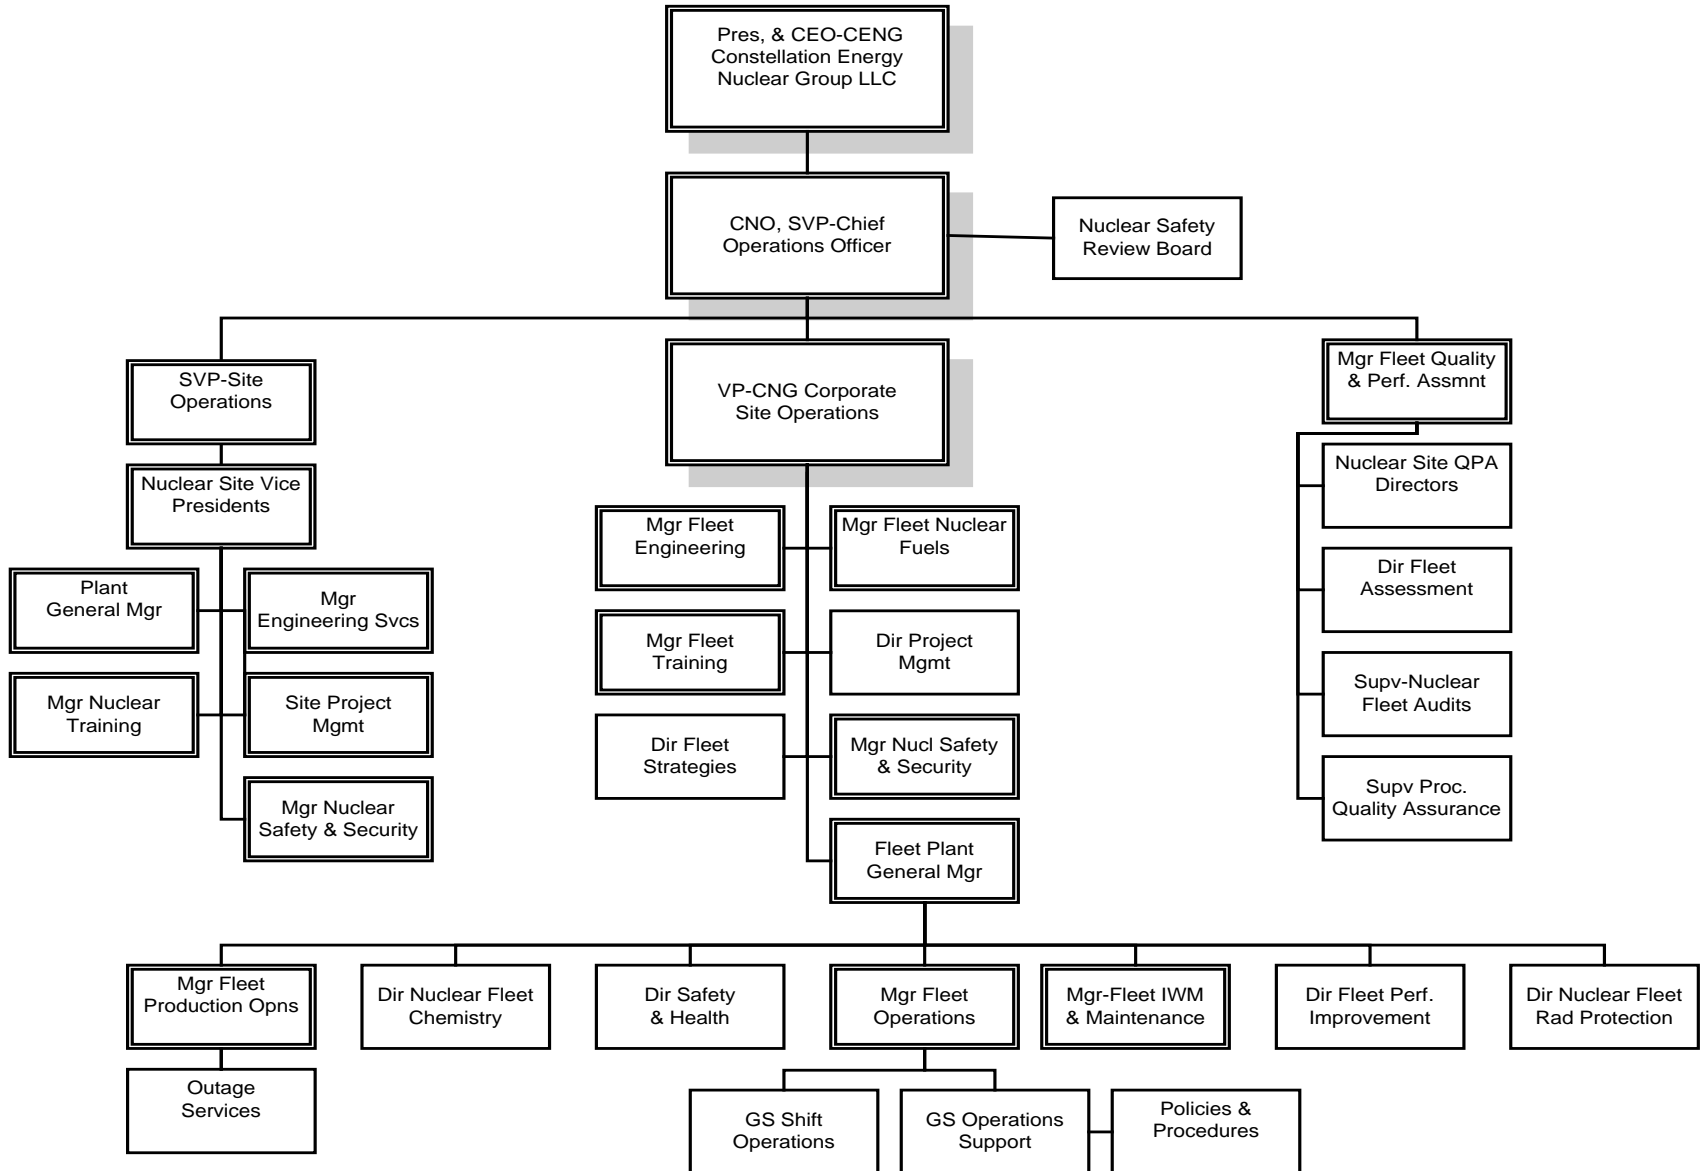 Pres, & CEO-CENG
Constellation Energy
Nuclear Group LLC
CNO, SVP-Chief
Operations Officer
Nuclear Safety
Review Board
SVP-Site
Operations
VP-CNG Corporate
Site Operations
Mgr Fleet Quality
& Perf. Assmnt
Nuclear Site Vice
Presidents
Nuclear Site QPA
Directors
Mgr Fleet
Engineering
Mgr Fleet Nuclear
Fuels
Plant
General Mgr
Mgr
Engineering Svcs
Dir Fleet
Assessment
Mgr Fleet
Training
Dir Project
Mgmt
Mgr Nuclear
Training
Site Project
Mgmt
Supv-Nuclear
Fleet Audits
Dir Fleet
Strategies
Mgr Nucl Safety
& Security
Mgr Nuclear
Safety & Security
Supv Proc.
Quality Assurance
Fleet Plant
General Mgr
Mgr Fleet
Production Opns
Dir Nuclear Fleet
Chemistry
Dir Safety
& Health
Mgr Fleet
Operations
Mgr-Fleet IWM
& Maintenance
Dir Fleet Perf.
Improvement
Dir Nuclear Fleet
Rad Protection
Outage
Services
GS Shift
Operations
GS Operations
Support
Policies &
Procedures